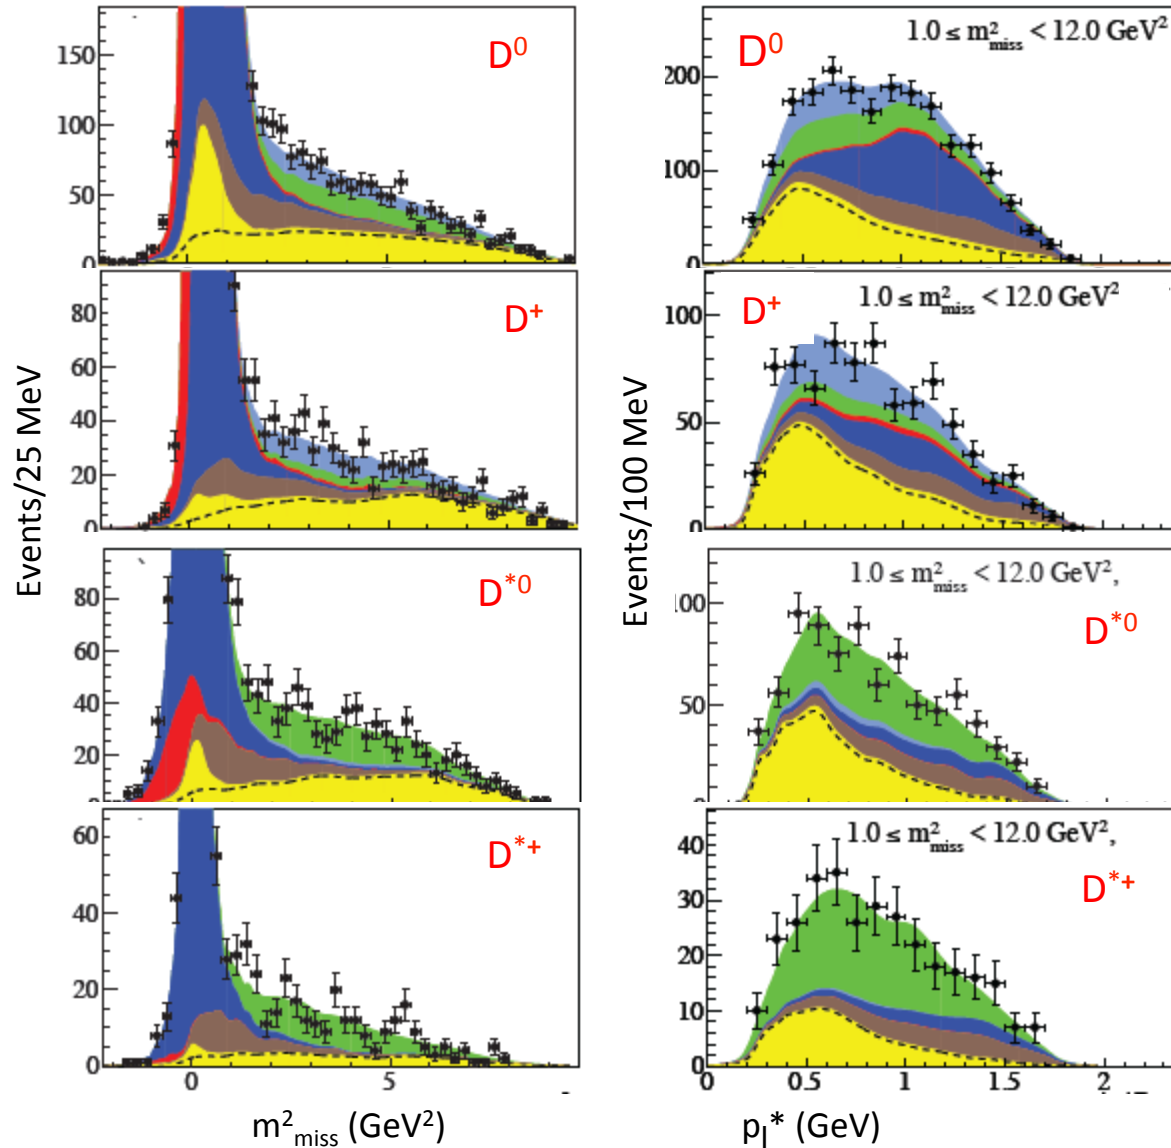 150
100
50
0
D⁰
200
100
0
D⁰
1.0 ≤ m²miss < 12.0 GeV²
80
60
40
20
0
D⁺
100
50
0
D⁺
1.0 ≤ m²miss < 12.0 GeV²
Events/25 MeV
Events/100 MeV
80
60
40
20
D*⁰
100
50
1.0 ≤ m²miss < 12.0 GeV²,
D*⁰
60
40
20
0
D*⁺
0 5
40
30
20
10
0
1.0 ≤ m²miss < 12.0 GeV²,
D*⁺
0 0.5 1 1.5 2
m²miss (GeV²)
pl* (GeV)